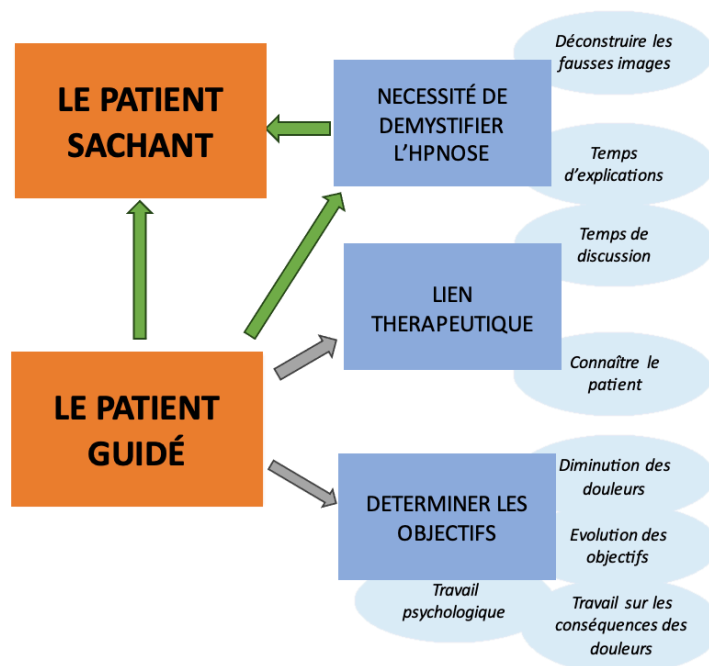 LE PATIENT
SACHANT
NECESSITÉ DE
DEMYSTIFIER
L’HPNOSE
Déconstruire les
fausses images
Temps
d’explications
Temps de
discussion
LIEN
THERAPEUTIQUE
Connaître le
patient
LE PATIENT
GUIDÉ
DETERMINER LES
OBJECTIFS
Diminution des
douleurs
Evolution des
objectifs
Travail
psychologique
Travail sur les
conséquences des
douleurs